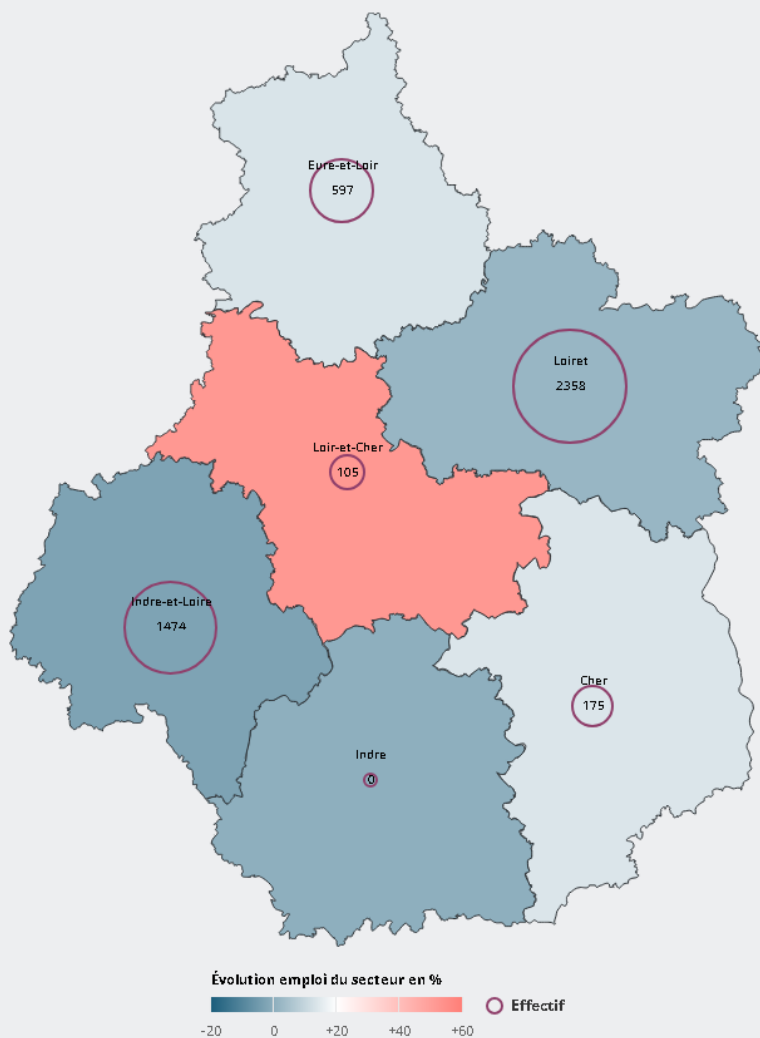 Eure-et-Loir
597
Loiret
2358
Loir-et-Cher
105
Indre-et-Loire
1474
Cher
175
Indre
0
Évolution emploi du secteur en %
Effectif
-20 0 +20 +40 +60